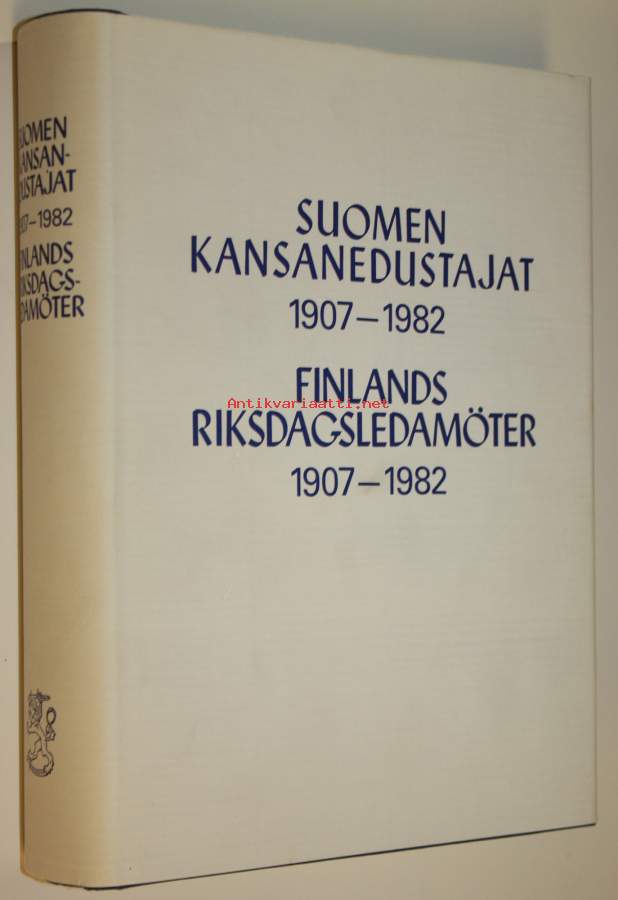 SUOMEN
KANSANEDUSTAJAT
1907–1982
FINLANDS
Antikvariaatti.net
RIKSDAGSLEDAMÖTER
1907–1982
SUOMEN
KANSAN-
EDUSTAJAT
1907–1982
FINLANDS
RIKSDAGS-
LEDAMÖTER